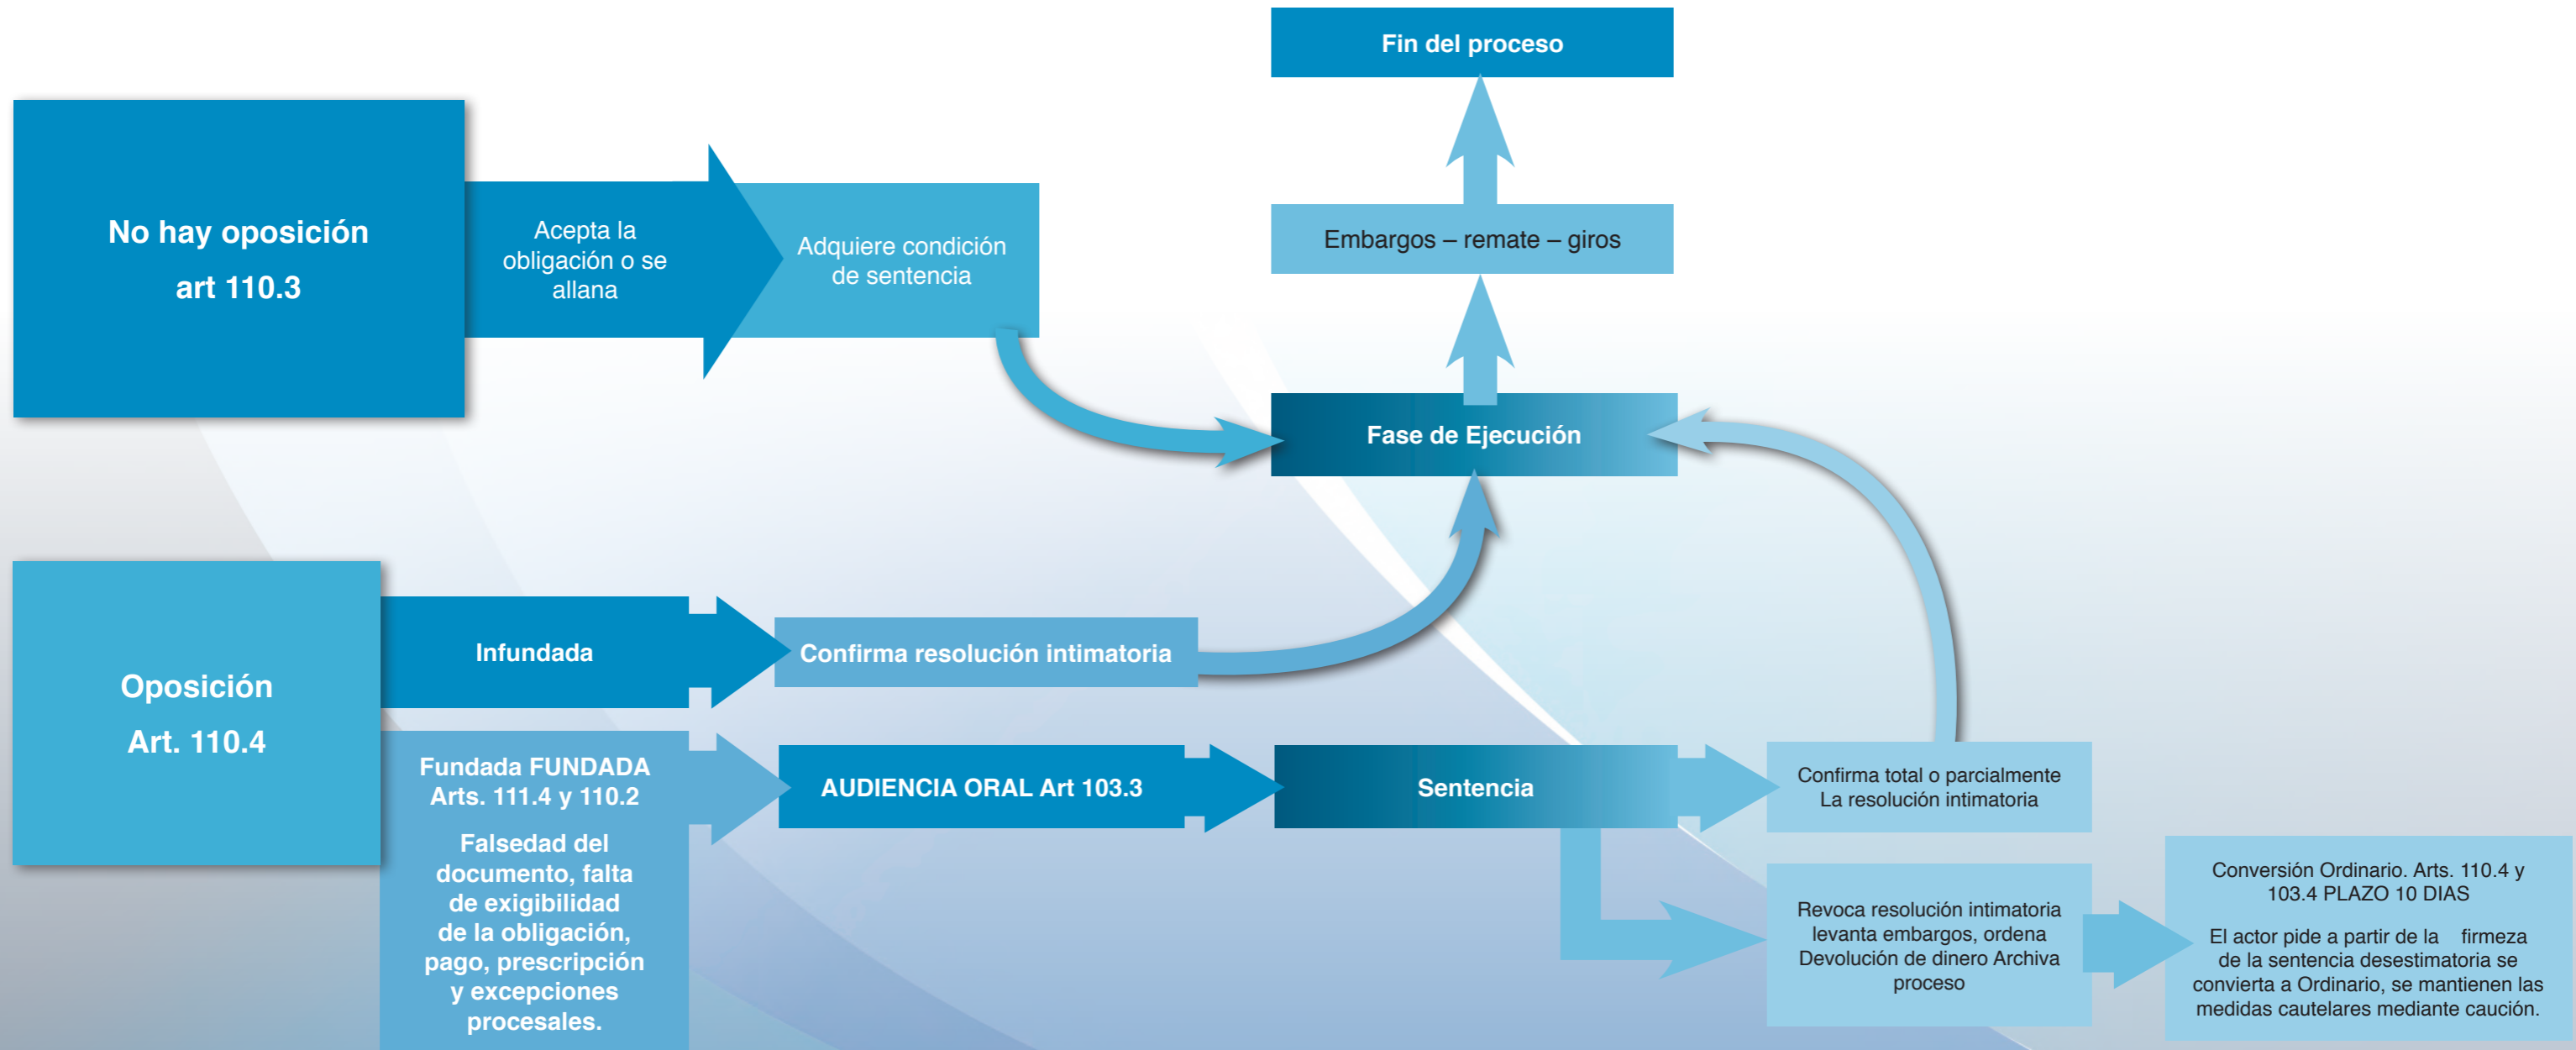 Fin del proceso
No hay oposición
art 110.3
Acepta la
obligación o se
allana
Adquiere condición
de sentencia
Embargos – remate – giros
Fase de Ejecución
Oposición
Art. 110.4
Infundada
Confirma resolución intimatoria
Fundada FUNDADA
Arts. 111.4 y 110.2
Falsedad del
documento, falta
de exigibilidad
de la obligación,
pago, prescripción
y excepciones
procesales.
AUDIENCIA ORAL Art 103.3
Sentencia
Confirma total o parcialmente
La resolución intimatoria
Revoca resolución intimatoria
levanta embargos, ordena
Devolución de dinero Archiva
proceso
Conversión Ordinario. Arts. 110.4 y
103.4 PLAZO 10 DIAS
El actor pide a partir de la firmeza
de la sentencia desestimatoria se
convierta a Ordinario, se mantienen las
medidas cautelares mediante caución.